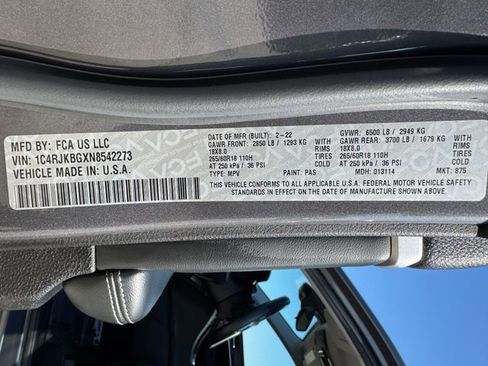 MFD BY: FCA US LLC
VIN: 1C4RJKBGXN8542273
VEHICLE MADE IN: U.S.A.
DATE OF MFR (BUILT): 2-22
GAWR FRONT: 2850 LB / 1293 KG
WITH
18X8.0
RIMS
265/60R18 110H
TIRES
AT 250 kPa / 36 PSI
TYPE: MPV
PAINT: PAS
GVWR: 6500 LB / 2949 KG
GAWR REAR: 3700 LB / 1679 KG
WITH
18X8.0
RIMS
265/60R18 110H
TIRES
AT 250 kPa / 36 PSI
MDH: 013114
MKT: 875
THIS VEHICLE CONFORMS TO ALL APPLICABLE U.S.A. FEDERAL MOTOR VEHICLE SAFETY
STANDARDS IN EFFECT ON THE DATE OF MANUFACTURE SHOWN ABOVE.